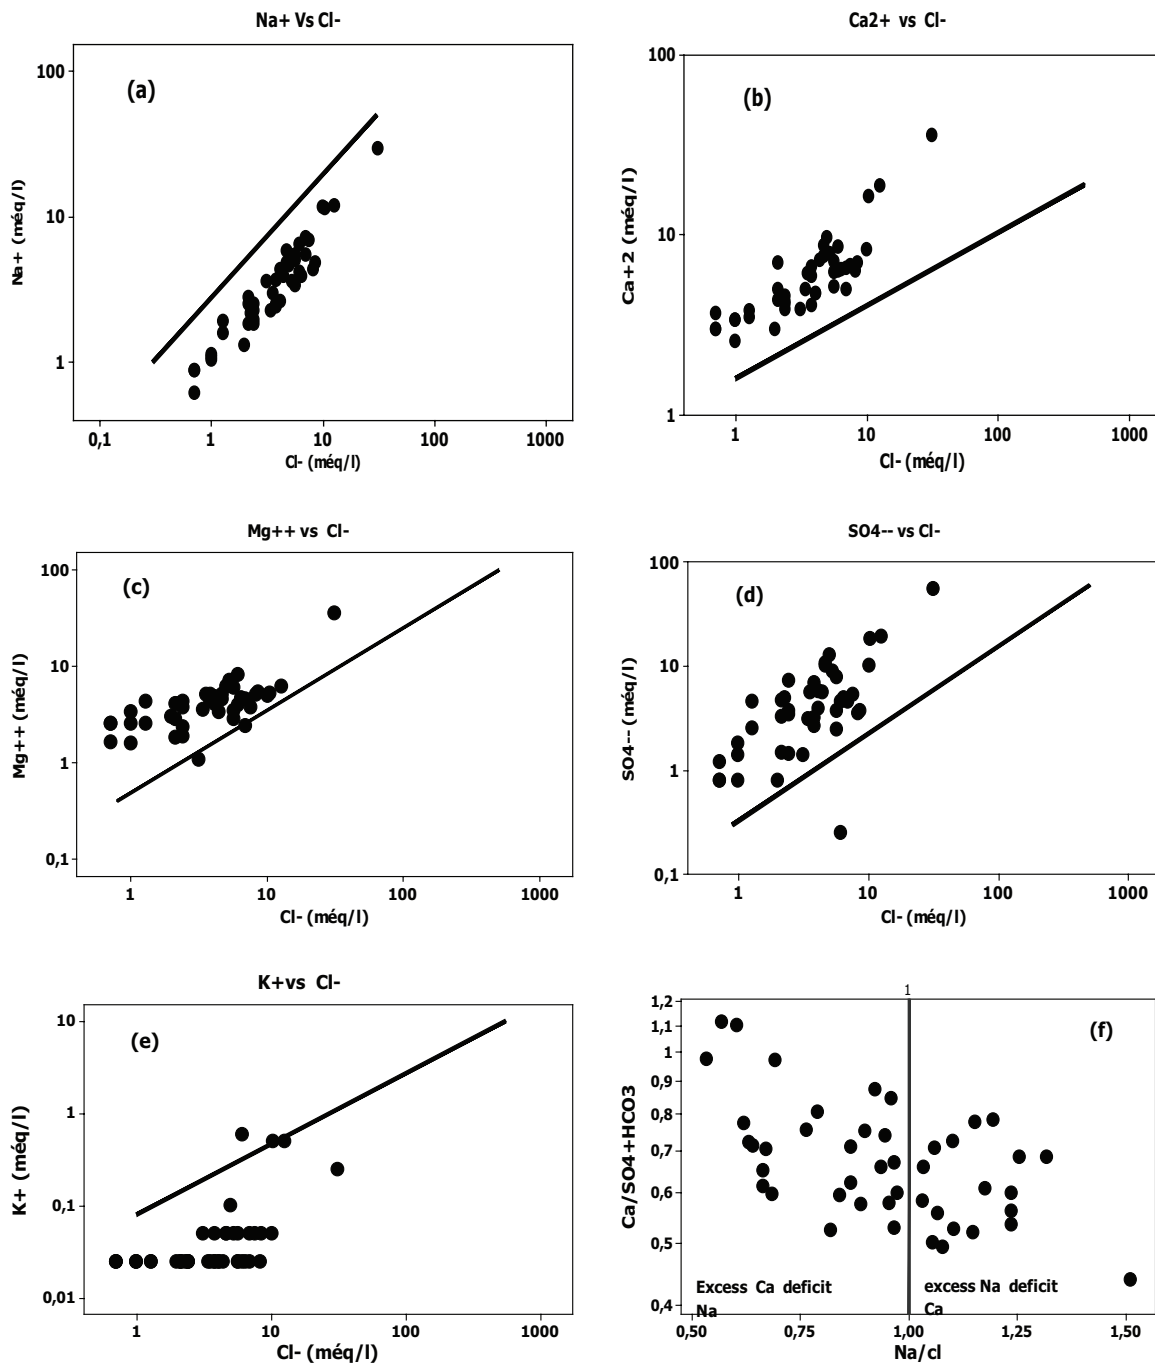 Na+ Vs Cl-
(a)
100
10
1
Na+ (méq/l)
0,1 1 10 100 1000
Cl- (méq/l)
Ca2+ vs Cl-
(b)
100
10
1
Ca+2 (méq/l)
1 10 100 1000
Cl- (méq/l)
Mg++ vs Cl-
(c)
100
10
1
0,1
Mg++ (méq/l)
1 10 100 1000
Cl- (méq/l)
SO4-- vs Cl-
(d)
100
10
1
0,1
SO4-- (méq/l)
1 10 100 1000
Cl- (méq/l)
K+vs Cl-
(e)
10
1
0,1
0,01
K+ (méq/l)
1 10 100 1000
Cl- (méq/l)
1
(f)
1,2
1,1
1
0,9
0,8
0,7
0,6
0,5
0,4
Ca/SO4+HCO3
Excess Ca deficit
Na
excess Na deficit
Ca
0,50 0,75 1,00 1,25 1,50
Na/cl